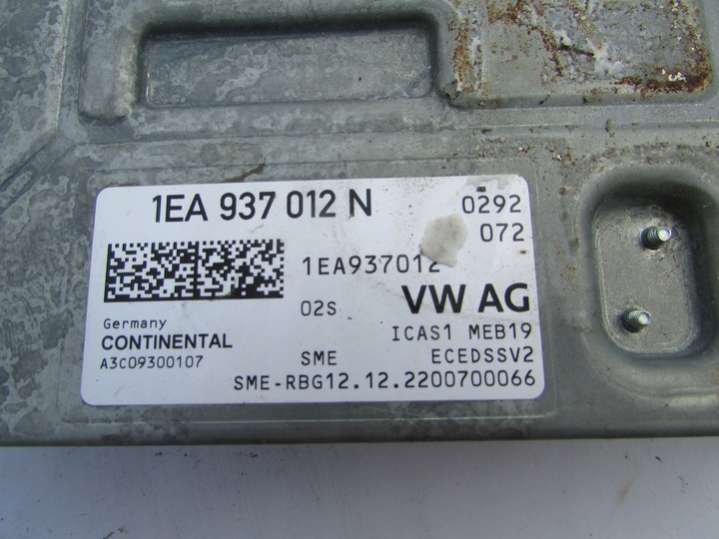 1EA 937 012 N 0292
072
1EA937012
02S VW AG
Germany ICAS1 MEB19
CONTINENTAL
A3C09300107 SME ECEDSSV2
SME-RBG12.12.2200700066